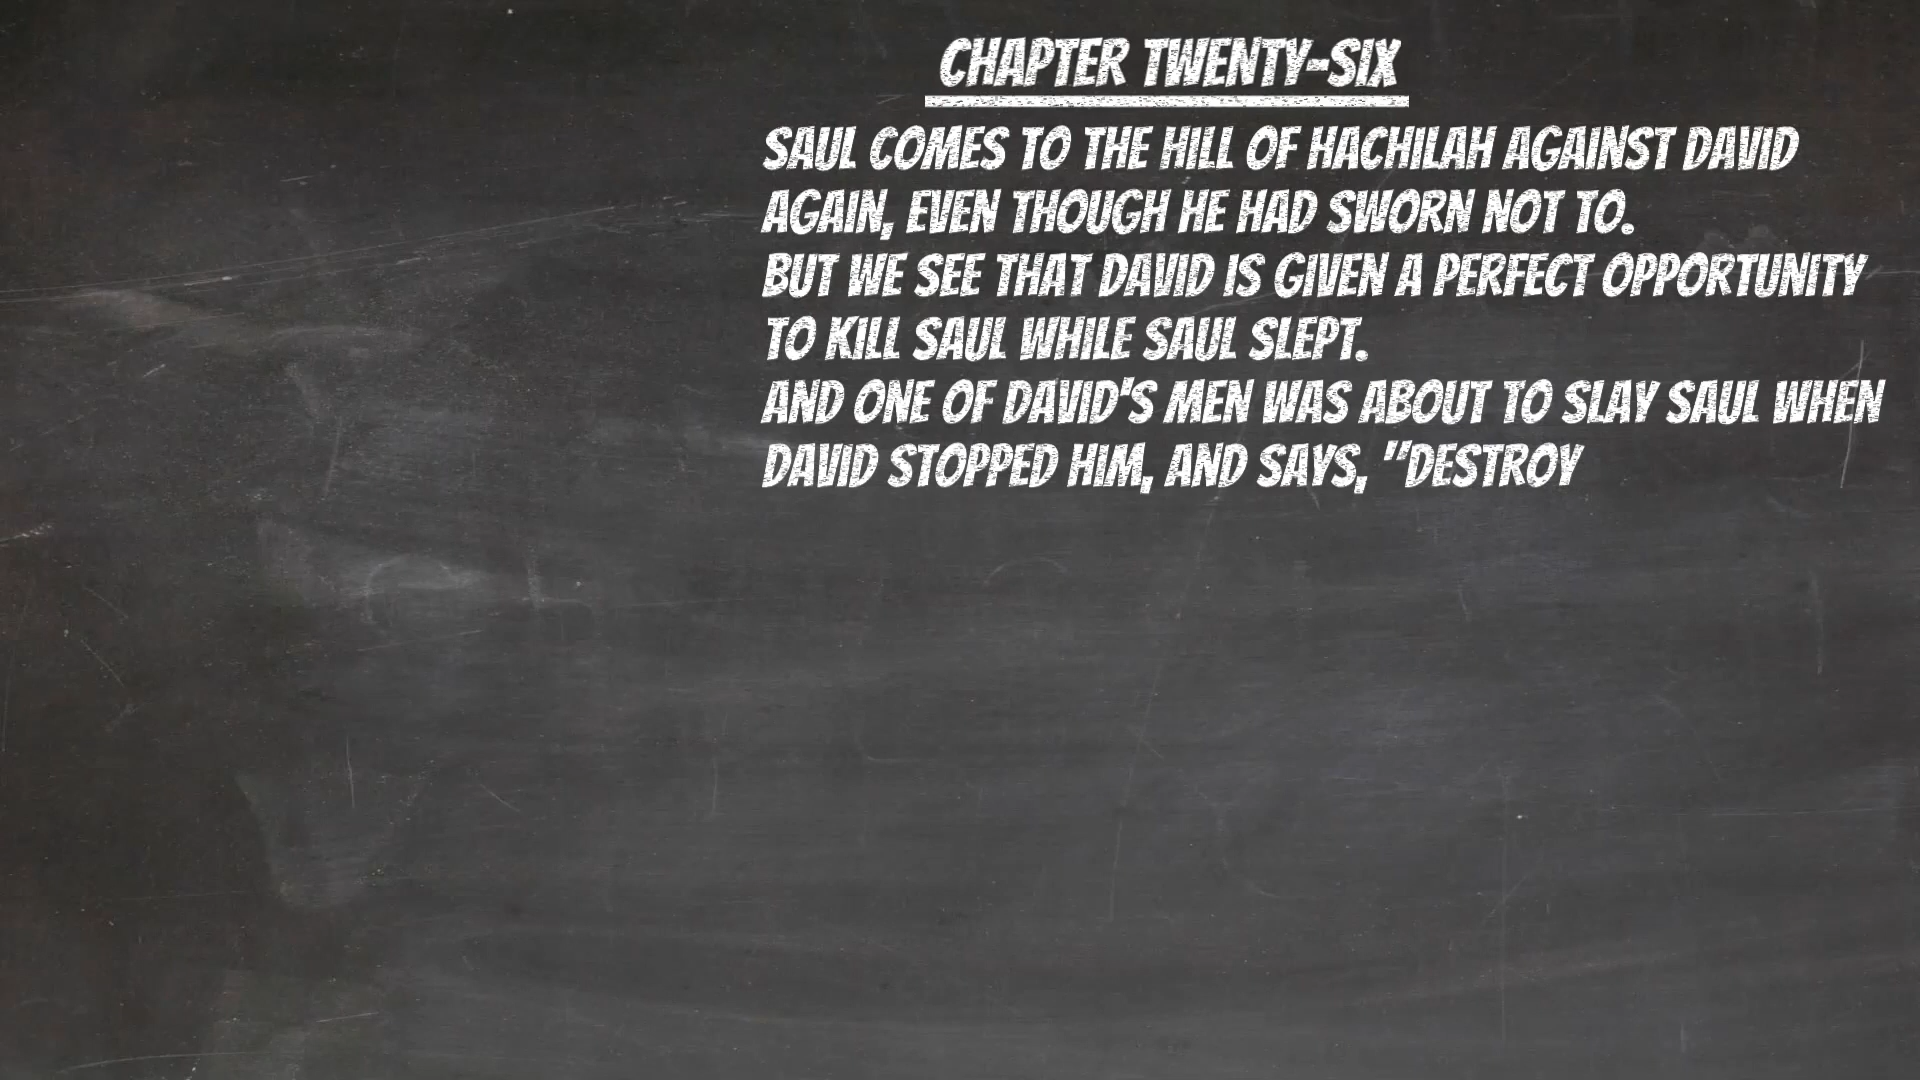 CHAPTER TWENTY-SIX
SAUL COMES TO THE HILL OF HACHILAH AGAINST DAVID
AGAIN, EVEN THOUGH HE HAD SWORN NOT TO.
BUT WE SEE THAT DAVID IS GIVEN A PERFECT OPPORTUNITY
TO KILL SAUL WHILE SAUL SLEPT.
AND ONE OF DAVID'S MEN WAS ABOUT TO SLAY SAUL WHEN
DAVID STOPPED HIM, AND SAYS, "DESTROY